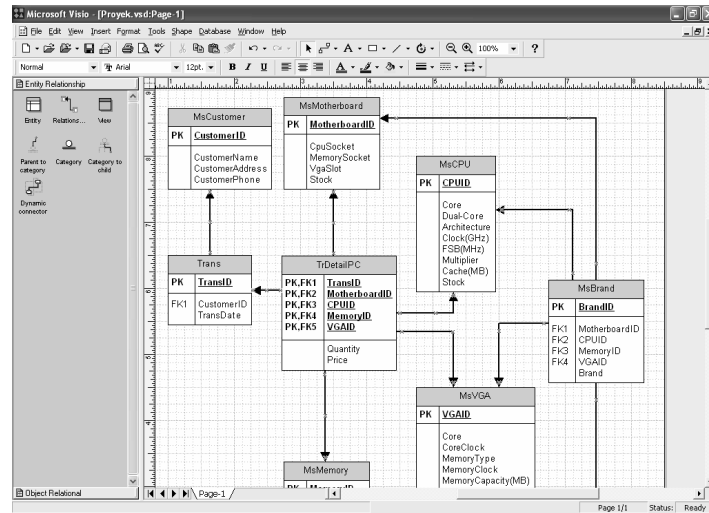 Microsoft Visio - [Proyek.vsd:Page-1]
File Edit View Insert Format Tools Shape Database Window Help
100%
Normal Arial 12pt. B I U
Entity Relationship
Entity Relations... View
Parent to category Category Category to child
Dynamic connector
Object Relational
MsCustomer
PK CustomerID
CustomerName
CustomerAddress
CustomerPhone
MsMotherboard
PK MotherboardID
CpuSocket
MemorySocket
VgaSlot
Stock
MsCPU
PK CPUID
Core
Dual-Core
Architecture
Clock(GHz)
FSB(MHz)
Multiplier
Cache(MB)
Stock
Trans
PK TransID
FK1 CustomerID
TransDate
TrDetailPC
PK,FK1 TransID
PK,FK2 MotherboardID
PK,FK3 CPUID
PK,FK4 MemoryID
PK,FK5 VGAID
Quantity
Price
MsBrand
PK BrandID
FK1 MotherboardID
FK2 CPUID
FK3 MemoryID
FK4 VGAID
Brand
MsVGA
PK VGAID
Core
CoreClock
MemoryType
MemoryClock
MemoryCapacity(MB)
MsMemory
Page-1
Page 1/1 Status: Ready